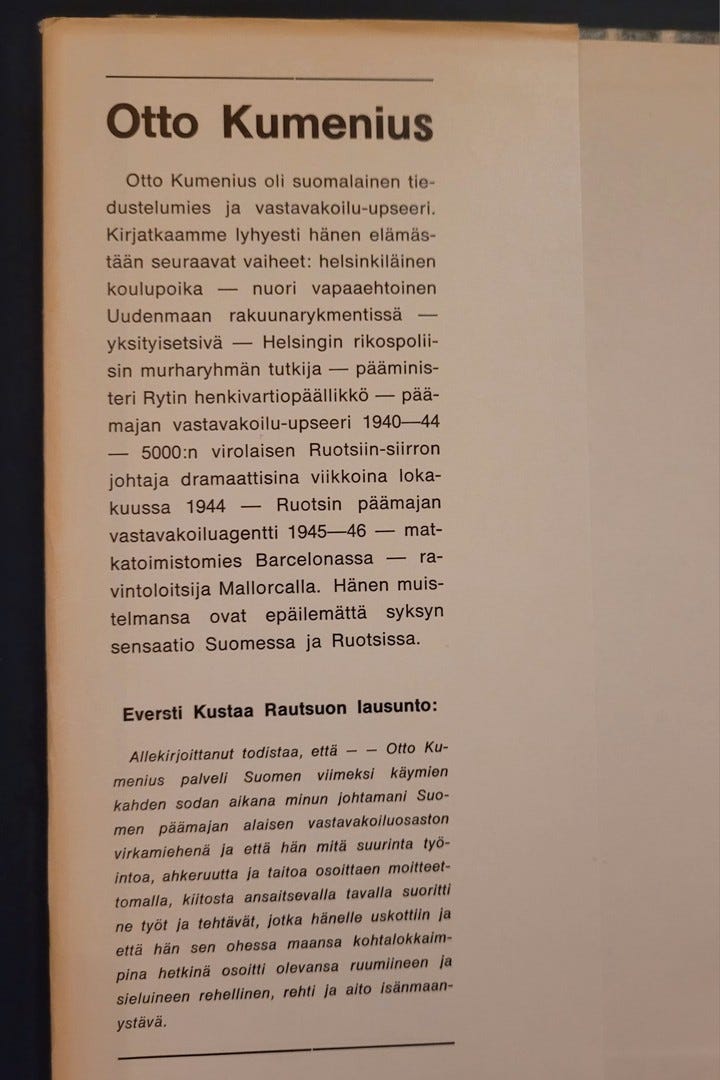 Otto Kumenius
Otto Kumenius oli suomalainen tie-
dustelumies ja vastavakoilu-upseeri.
Kirjatkaamme lyhyesti hänen elämäs-
tään seuraavat vaiheet: helsinkiläinen
koulupoika — nuori vapaaehtoinen
Uudenmaan rakuunarykmentissä —
yksityisetsivä — Helsingin rikospolii-
sin murharyhmän tutkija — pääminis-
teri Rytin henkivartiopäällikkö — pää-
majan vastavakoilu-upseeri 1940—44
— 5000:n virolaisen Ruotsiin-siirron
johtaja dramaattisina viikkoina loka-
kuussa 1944 — Ruotsin päämajan
vastavakoiluagentti 1945—46 — mat-
katoimistomies Barcelonassa — ra-
vintoloitsija Mallorcalla. Hänen muis-
telmansa ovat epäilemättä syksyn
sensaatio Suomessa ja Ruotsissa.
Eversti Kustaa Rautsuon lausunto:
Allekirjoittanut todistaa, että — — Otto Ku-
menius palveli Suomen viimeksi käymien
kahden sodan aikana minun johtamani Suo-
men päämajan alaisen vastavakoiluosaston
virkamiehenä ja että hän mitä suurinta työ-
intoa, ahkeruutta ja taitoa osoittaen moitteet-
tomalla, kiitosta ansaitsevalla tavalla suoritti
ne työt ja tehtävät, jotka hänelle uskottiin ja
että hän sen ohessa maansa kohtalokkaim-
pina hetkinä osoitti olevansa ruumiineen ja
sieluineen rehellinen, rehti ja aito isänmaan-
ystävä.